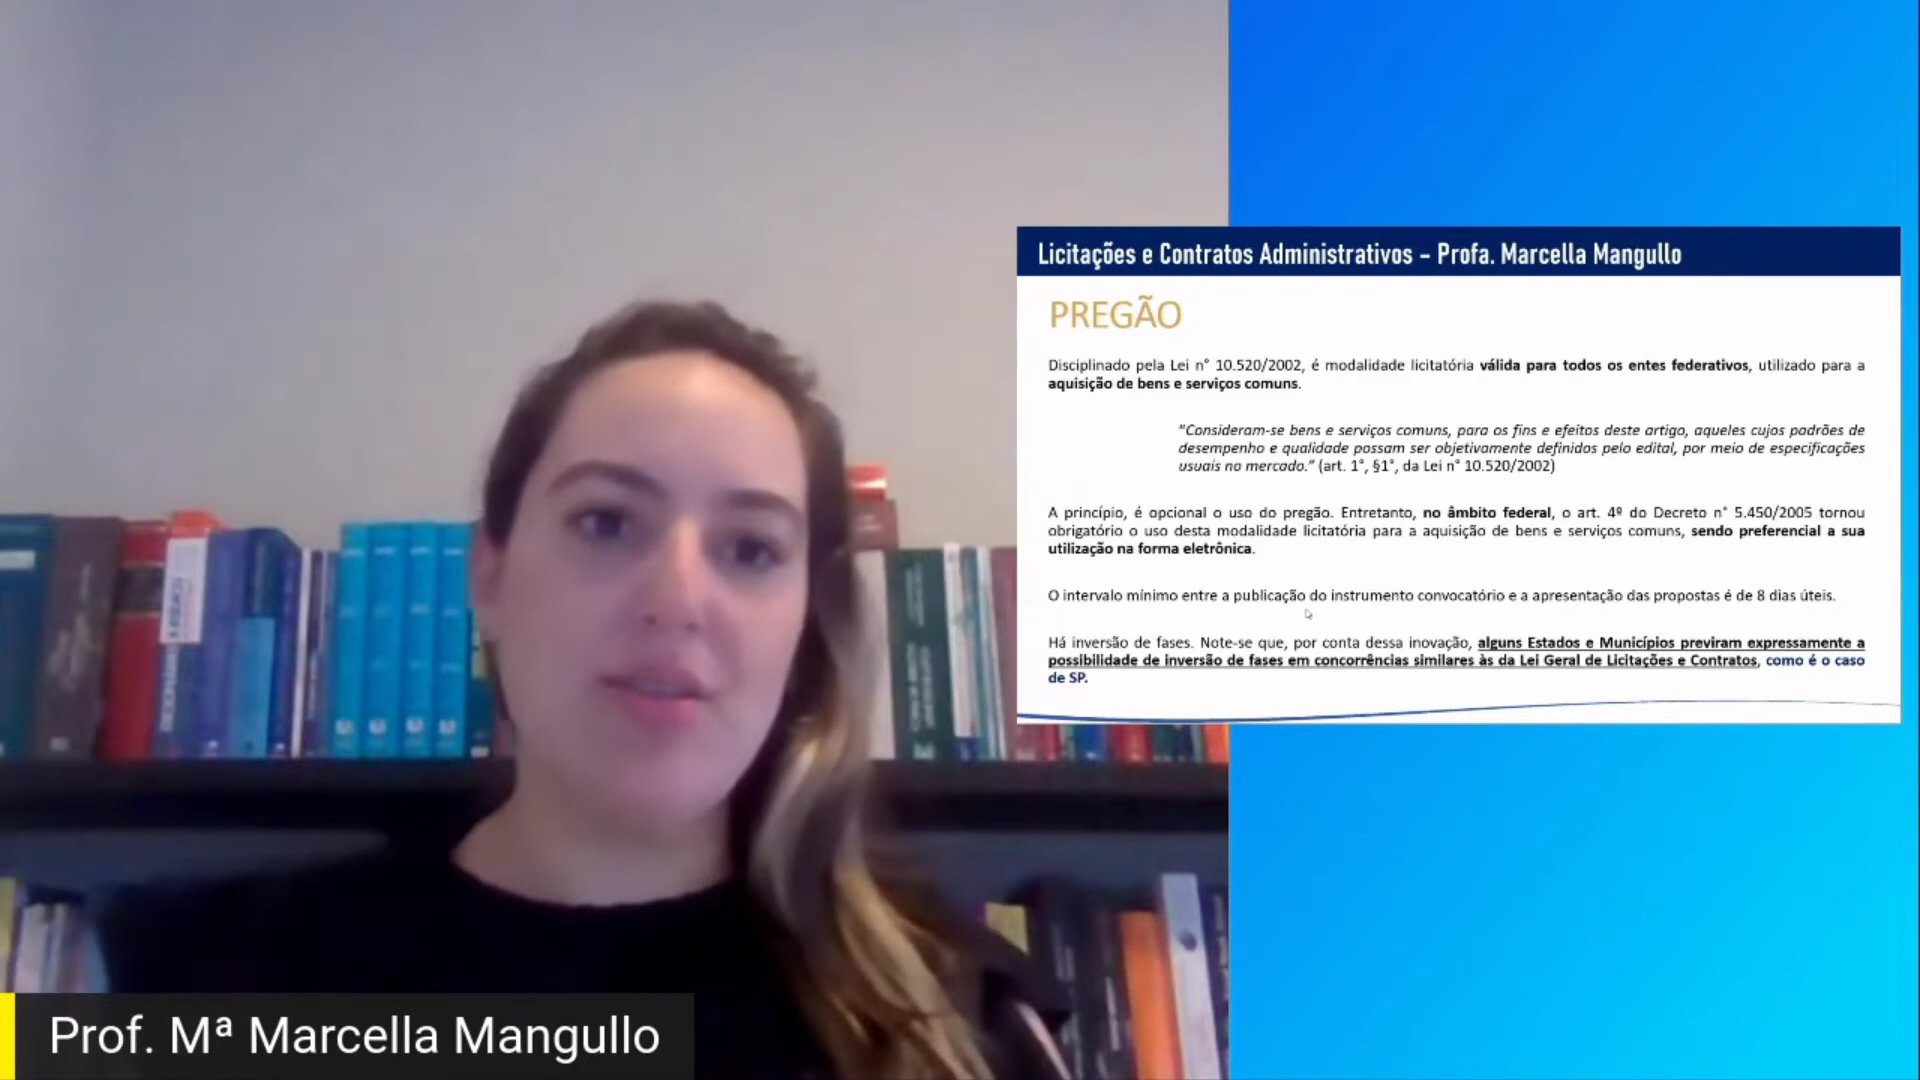 Licitações e Contratos Administrativos – Profa. Marcella Mangullo
PREGÃO
Disciplinado pela Lei n° 10.520/2002, é modalidade licitatória válida para todos os entes federativos, utilizado para a
aquisição de bens e serviços comuns.
"Consideram-se bens e serviços comuns, para os fins e efeitos deste artigo, aqueles cujos padrões de
desempenho e qualidade possam ser objetivamente definidos pelo edital, por meio de especificações
usuais no mercado." (art. 1°, §1°, da Lei n° 10.520/2002)
A princípio, é opcional o uso do pregão. Entretanto, no âmbito federal, o art. 4º do Decreto n° 5.450/2005 tornou
obrigatório o uso desta modalidade licitatória para a aquisição de bens e serviços comuns, sendo preferencial a sua
utilização na forma eletrônica.
O intervalo mínimo entre a publicação do instrumento convocatório e a apresentação das propostas é de 8 dias úteis.
Há inversão de fases. Note-se que, por conta dessa inovação, alguns Estados e Municípios previram expressamente a
possibilidade de inversão de fases em concorrências similares às da Lei Geral de Licitações e Contratos, como é o caso
de SP.
Prof. Mª Marcella Mangullo